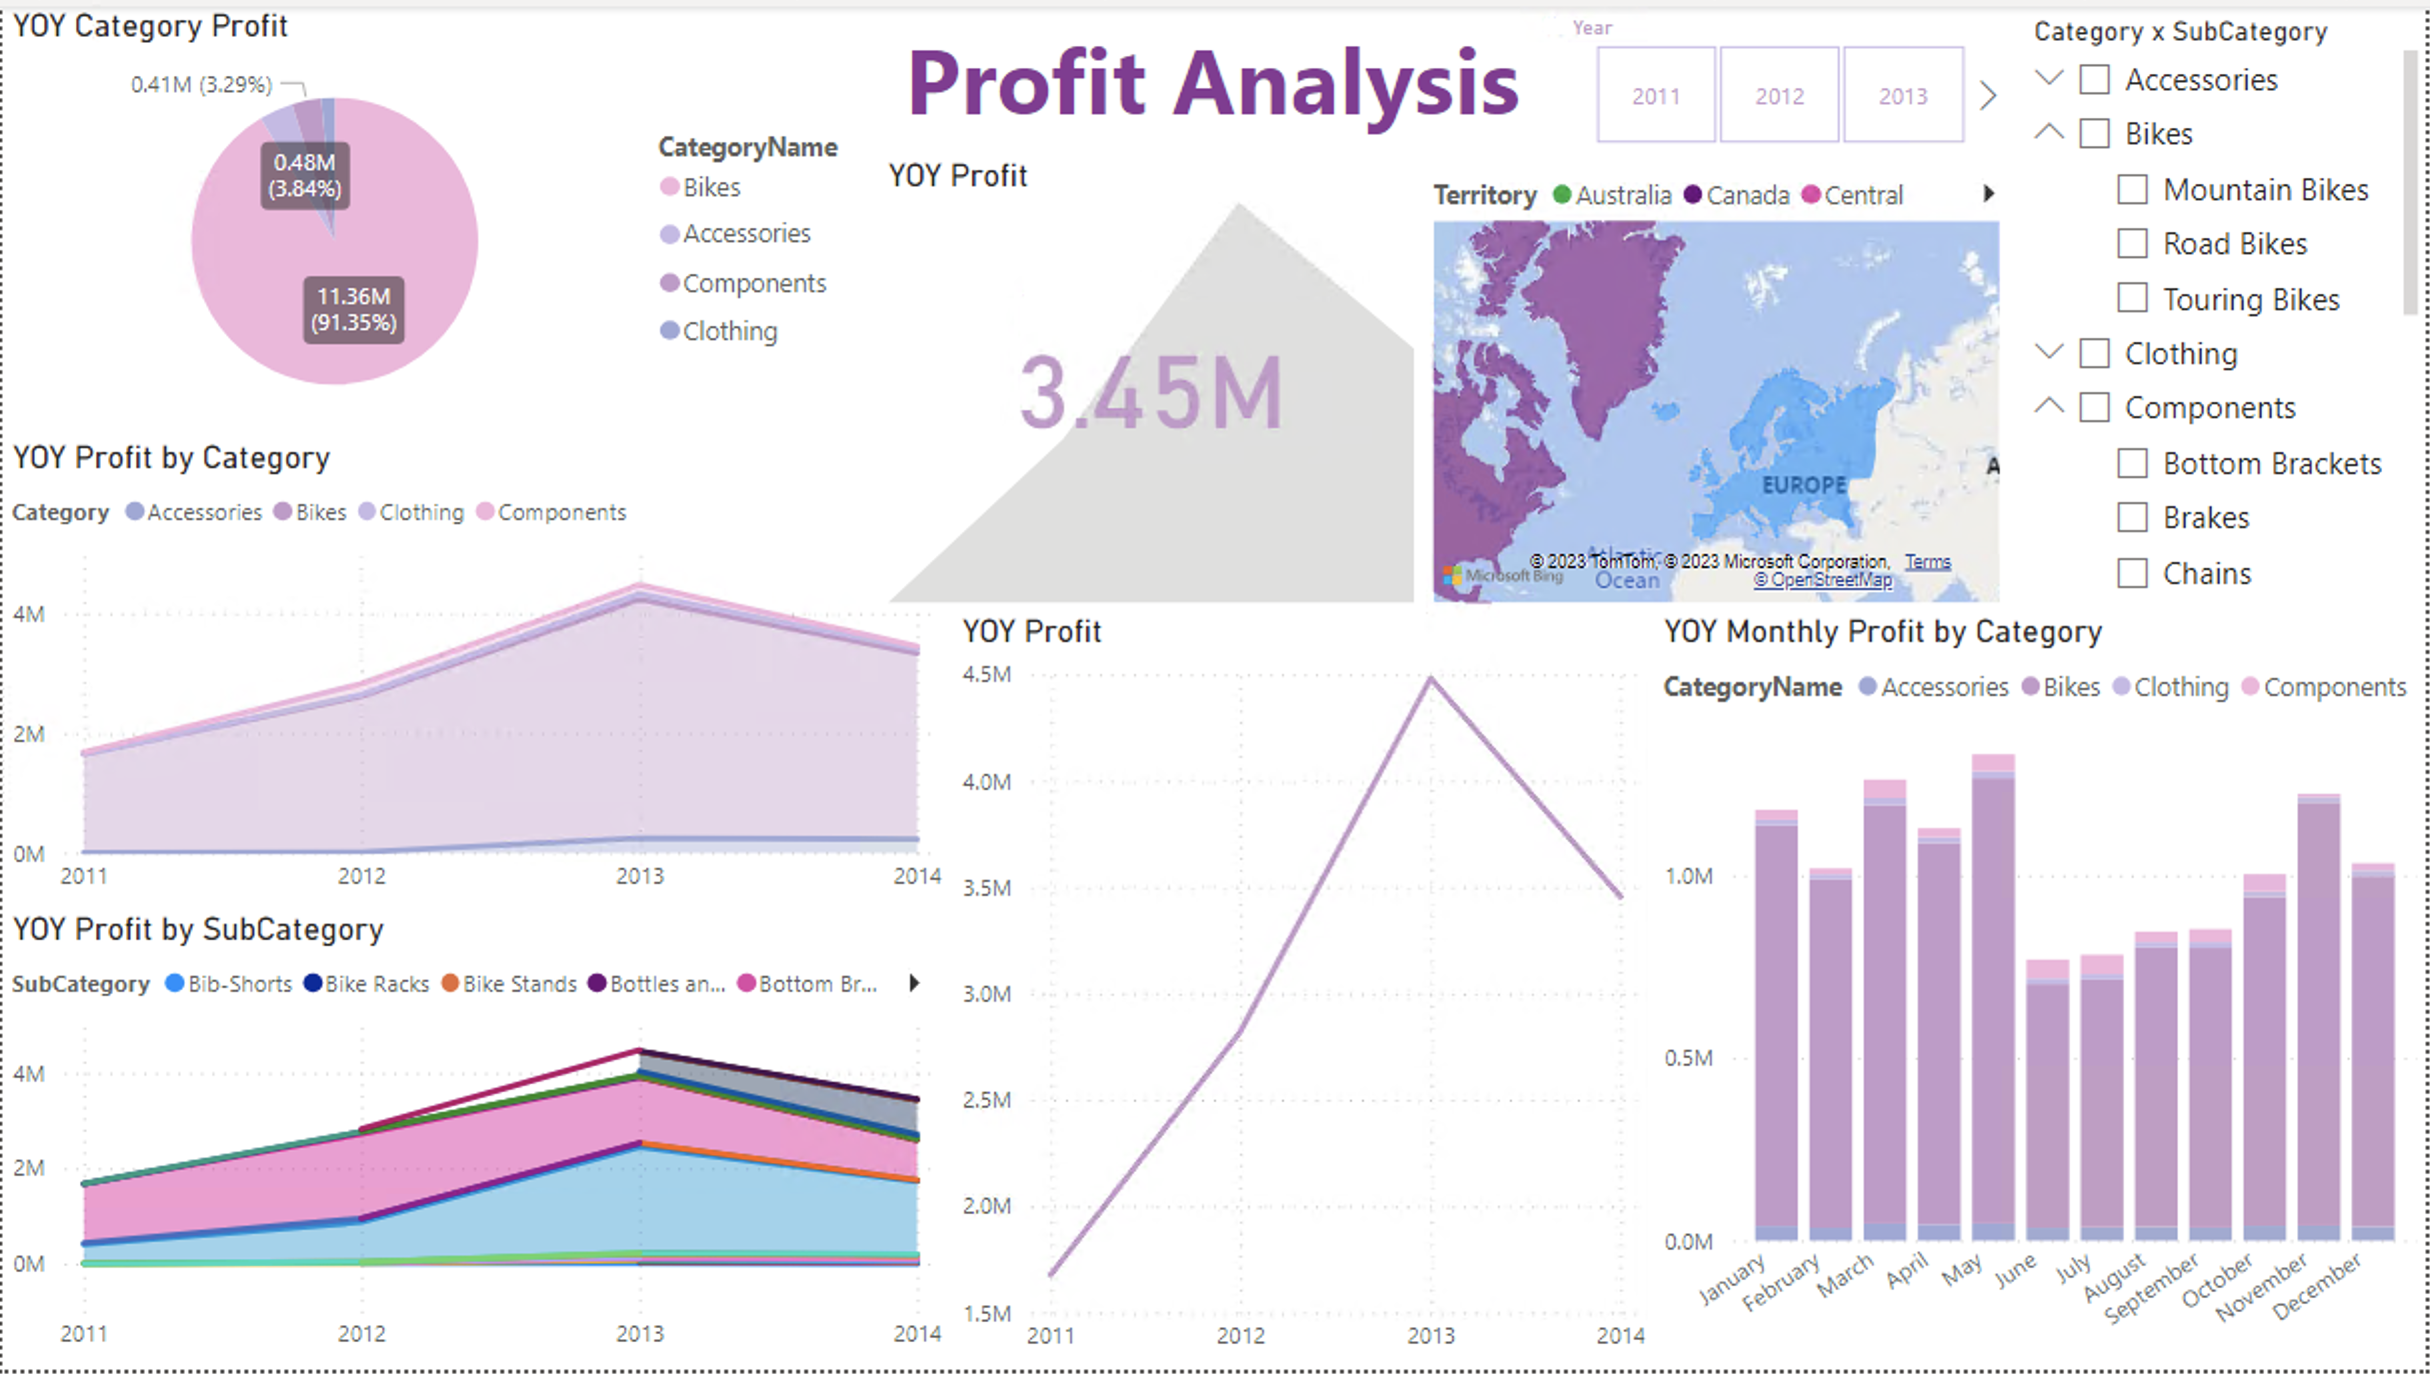 YOY Category Profit
0.41M (3.29%)
0.48M
(3.84%)
11.36M
(91.35%)
CategoryName
Bikes
Accessories
Components
Clothing
Profit Analysis
Year
2011 2012 2013
Category x SubCategory
Accessories
Bikes
Mountain Bikes
Road Bikes
Touring Bikes
Clothing
Components
Bottom Brackets
Brakes
Chains
YOY Profit
3.45M
Territory Australia Canada Central
EUROPE
A
Atlantic
Ocean
© 2023 TomTom, © 2023 Microsoft Corporation, Terms
© OpenStreetMap
Microsoft Bing
YOY Profit by Category
Category Accessories Bikes Clothing Components
4M
2M
0M
2011 2012 2013 2014
YOY Profit by SubCategory
SubCategory Bib-Shorts Bike Racks Bike Stands Bottles an... Bottom Br...
4M
2M
0M
2011 2012 2013 2014
YOY Profit
4.5M
4.0M
3.5M
3.0M
2.5M
2.0M
1.5M
2011 2012 2013 2014
YOY Monthly Profit by Category
CategoryName Accessories Bikes Clothing Components
1.0M
0.5M
0.0M
January February March April May June July August September October November December